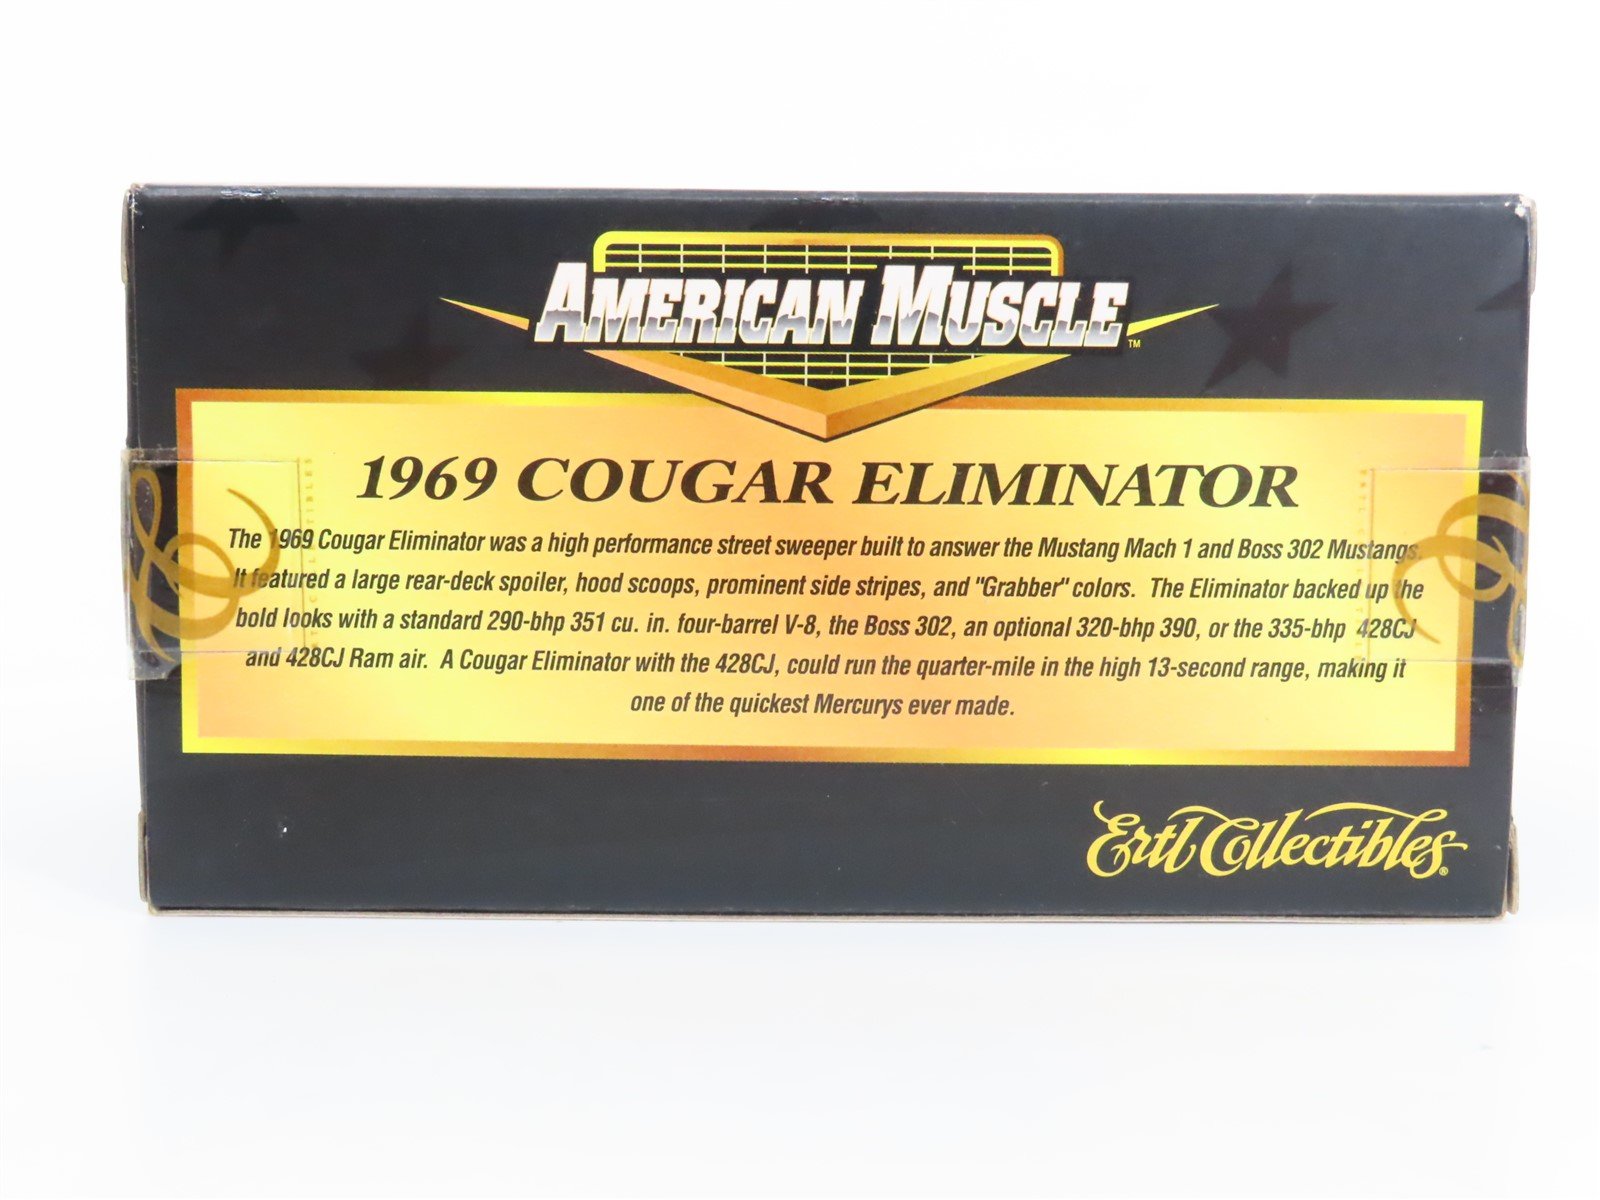 AMERICAN MUSCLE™
1969 COUGAR ELIMINATOR
The 1969 Cougar Eliminator was a high performance street sweeper built to answer the Mustang Mach 1 and Boss 302 Mustangs.
It featured a large rear-deck spoiler, hood scoops, prominent side stripes, and "Grabber" colors. The Eliminator backed up the
bold looks with a standard 290-bhp 351 cu. in. four-barrel V-8, the Boss 302, an optional 320-bhp 390, or the 335-bhp 428CJ
and 428CJ Ram air. A Cougar Eliminator with the 428CJ, could run the quarter-mile in the high 13-second range, making it
one of the quickest Mercurys ever made.
Ertl Collectibles®